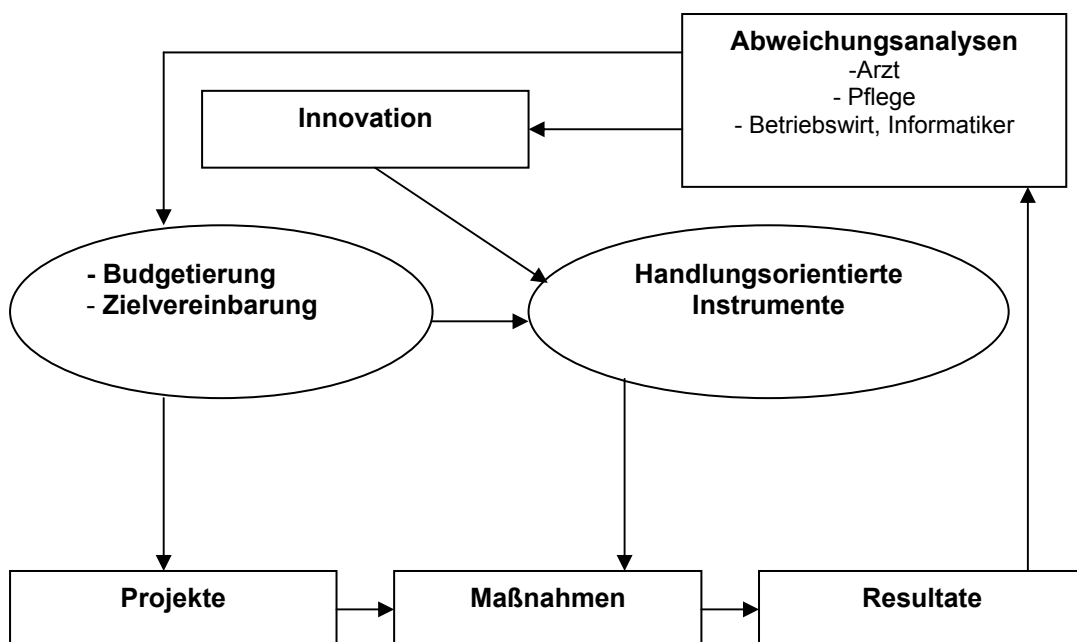 Abweichungsanalysen
-Arzt
- Pflege
- Betriebswirt, Informatiker
Innovation
- Budgetierung
- Zielvereinbarung
Handlungsorientierte
Instrumente
Projekte
Maßnahmen
Resultate